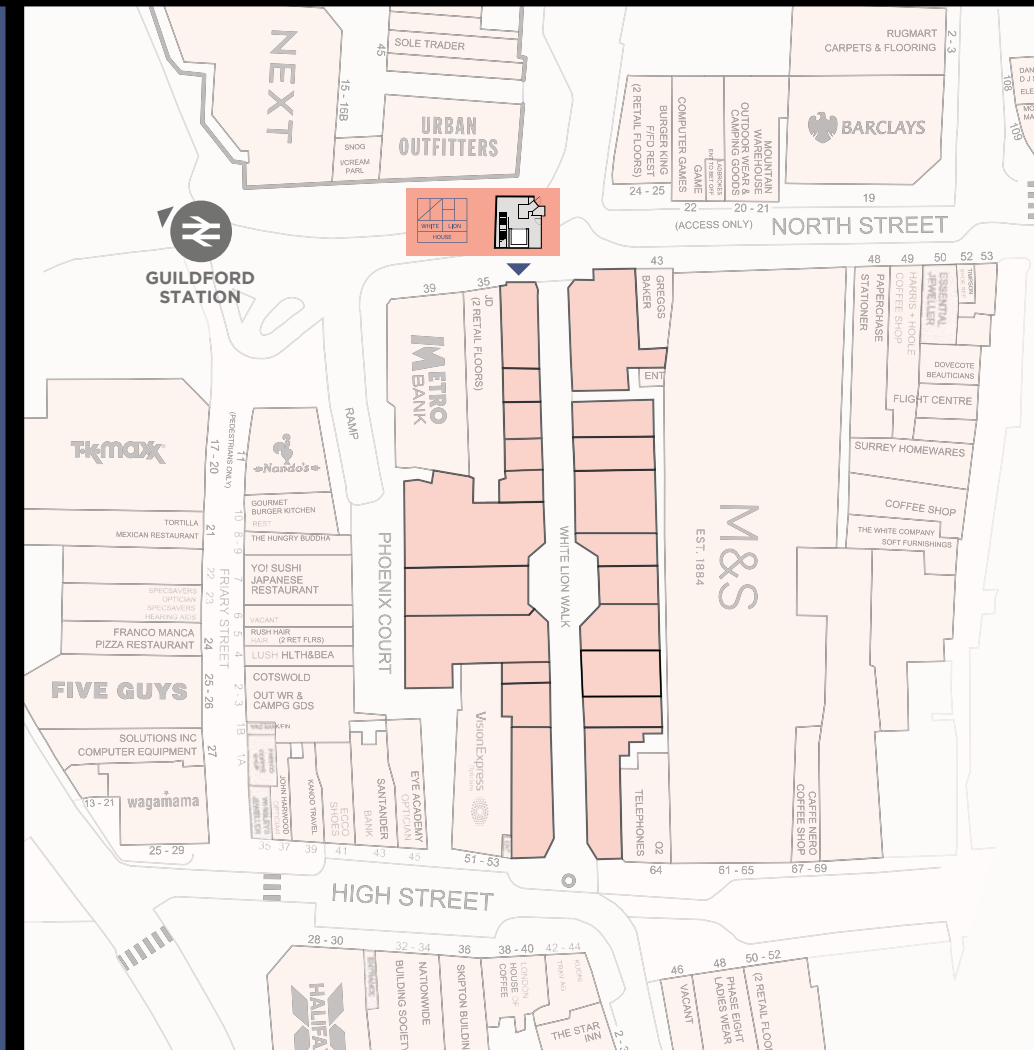 NEXT
45
SOLE TRADER
15 - 16B
SNOG
I/CREAM
PARL
URBAN
OUTFITTERS
RUGMART
CARPETS & FLOORING
2 - 3
BURGER KING
F/FD REST
(2 RETAIL FLOORS)
24 - 25
GAME
COMPUTER GAMES
22
LADBROKES
MOUNTAIN
WAREHOUSE
OUTDOOR WEAR &
CAMPING GOODS
20 - 21
BARCLAYS
19
108
109
(ACCESS ONLY)
NORTH STREET
WHITE LION
HOUSE
GUILDFORD
STATION
39
METRO
BANK
35
JD
(2 RETAIL FLOORS)
43
GREGGS
BAKER
ENT
48
PAPERCHASE
STATIONER
49
HARRIS + HOOLE
COFFEE SHOP
50
ESSENTIAL
JEWELLER
52
53
DOVECOTE
BEAUTICIANS
FLIGHT CENTRE
SURREY HOMEWARES
COFFEE SHOP
THE WHITE COMPANY
SOFT FURNISHINGS
M&S
EST. 1884
RAMP
PHOENIX COURT
WHITE LION WALK
TK-maxx
17 - 20
(PEDESTRIANS ONLY)
11
Nando's
10
GOURMET
BURGER KITCHEN
REST
8 - 9
THE HUNGRY BUDDHA
TORTILLA
MEXICAN RESTAURANT
21
7
YO! SUSHI
JAPANESE
RESTAURANT
22
23
SPECSAVERS
OPTICIAN
SPECSAVERS
HEARING AIDS
FRIARY STREET
6
VACANT
5
RUSH HAIR
HAIR (2 RET FLRS)
FRANCO MANCA
PIZZA RESTAURANT
24
4
LUSH HLTH&BEA
FIVE GUYS
25 - 26
2 - 3
COTSWOLD
OUT WR &
CAMPG GDS
SOLUTIONS INC
COMPUTER EQUIPMENT
27
1B
1A
13 - 21
wagamama
25 - 29
35
JOHN HARWOOD
OPTICIAN
37
KANOO TRAVEL
39
ECCO
SHOES
41
SANTANDER
BANK
43
EYE ACADEMY
OPTICIAN
45
VisionExpress
51 - 53
TELEPHONES
O2
64
61 - 65
CAFFE NERO
COFFEE SHOP
67 - 69
HIGH STREET
28 - 30
HALIFA
ENTRANCE
32 - 34
NATIONWIDE
BUILDING SOCIETY
36
SKIPTON BUILDIN
38 - 40
LONDON
HOUSE OF
COFFEE
42 - 44
KUONI
TRAV AG
THE STAR
INN
46
VACANT
48
PHASE EIGHT
LADIES WEAR
50 - 52
(2 RETAIL FLOO